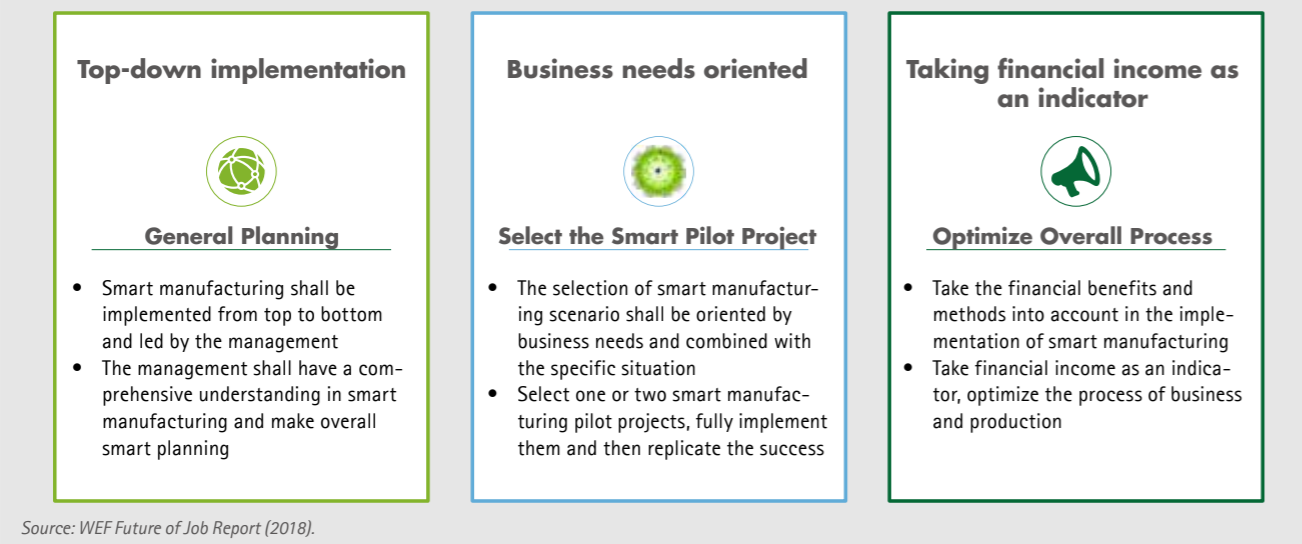 Top-down implementation
General Planning
• Smart manufacturing shall be
implemented from top to bottom
and led by the management
• The management shall have a com-
prehensive understanding in smart
manufacturing and make overall
smart planning
Business needs oriented
Select the Smart Pilot Project
• The selection of smart manufactur-
ing scenario shall be oriented by
business needs and combined with
the specific situation
• Select one or two smart manufac-
turing pilot projects, fully implement
them and then replicate the success
Taking financial income as
an indicator
Optimize Overall Process
• Take the financial benefits and
methods into account in the imple-
mentation of smart manufacturing
• Take financial income as an indica-
tor, optimize the process of business
and production
Source: WEF Future of Job Report (2018).